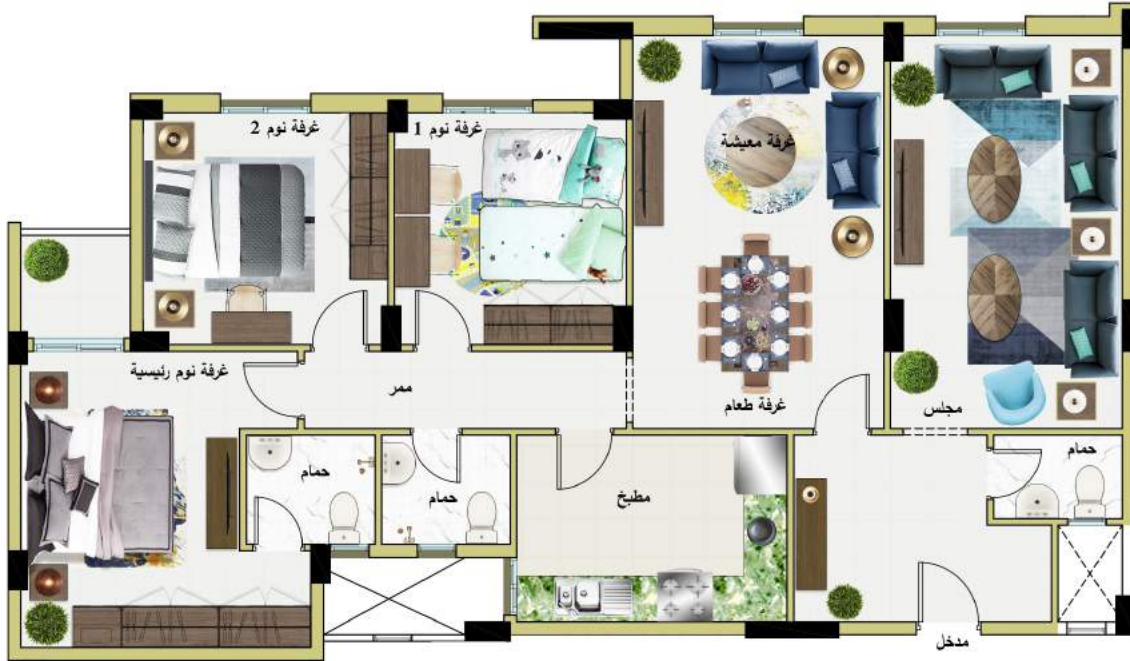 غرفة نوم 2
غرفة نوم 1
غرفة معيشة
غرفة نوم رئيسية
ممر
غرفة طعام
مجلس
حمام
حمام
مطبخ
حمام
مدخل